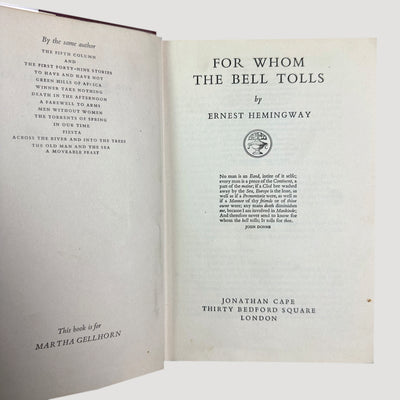 By the same author
THE FIFTH COLUMN
AND
THE FIRST FORTY-NINE STORIES
TO HAVE AND HAVE NOT
GREEN HILLS OF AFRICA
WINNER TAKE NOTHING
DEATH IN THE AFTERNOON
A FAREWELL TO ARMS
MEN WITHOUT WOMEN
THE TORRENTS OF SPRING
IN OUR TIME
FIESTA
ACROSS THE RIVER AND INTO THE TREES
THE OLD MAN AND THE SEA
A MOVEABLE FEAST
This book is for
MARTHA GELLHORN
FOR WHOM
THE BELL TOLLS
by
ERNEST HEMINGWAY
No man is an Iland, intire of it selfe;
every man is a peece of the Continent, a
part of the maine; if a Clod bee washed
away by the Sea, Europe is the lesse, as
well as if a Promontorie were, as well as
if a Mannor of thy friends or of thine
owne were; any mans death diminishes
me, because I am involved in Mankinde;
And therefore never send to know for
whom the bell tolls; It tolls for thee.
JOHN DONNE
JONATHAN CAPE
THIRTY BEDFORD SQUARE
LONDON